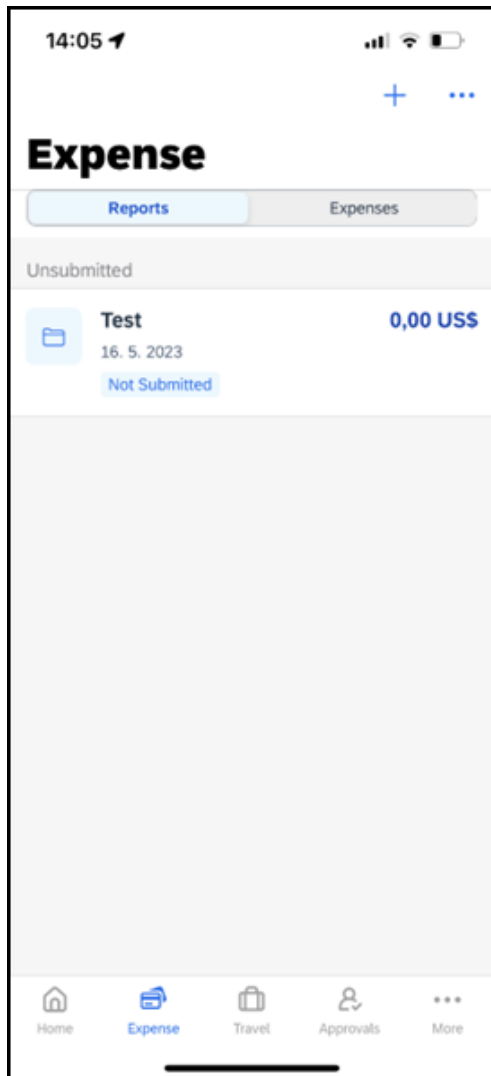 14:05
Expense
Reports Expenses
Unsubmitted
Test 0,00 US$
16. 5. 2023
Not Submitted
Home Expense Travel Approvals More